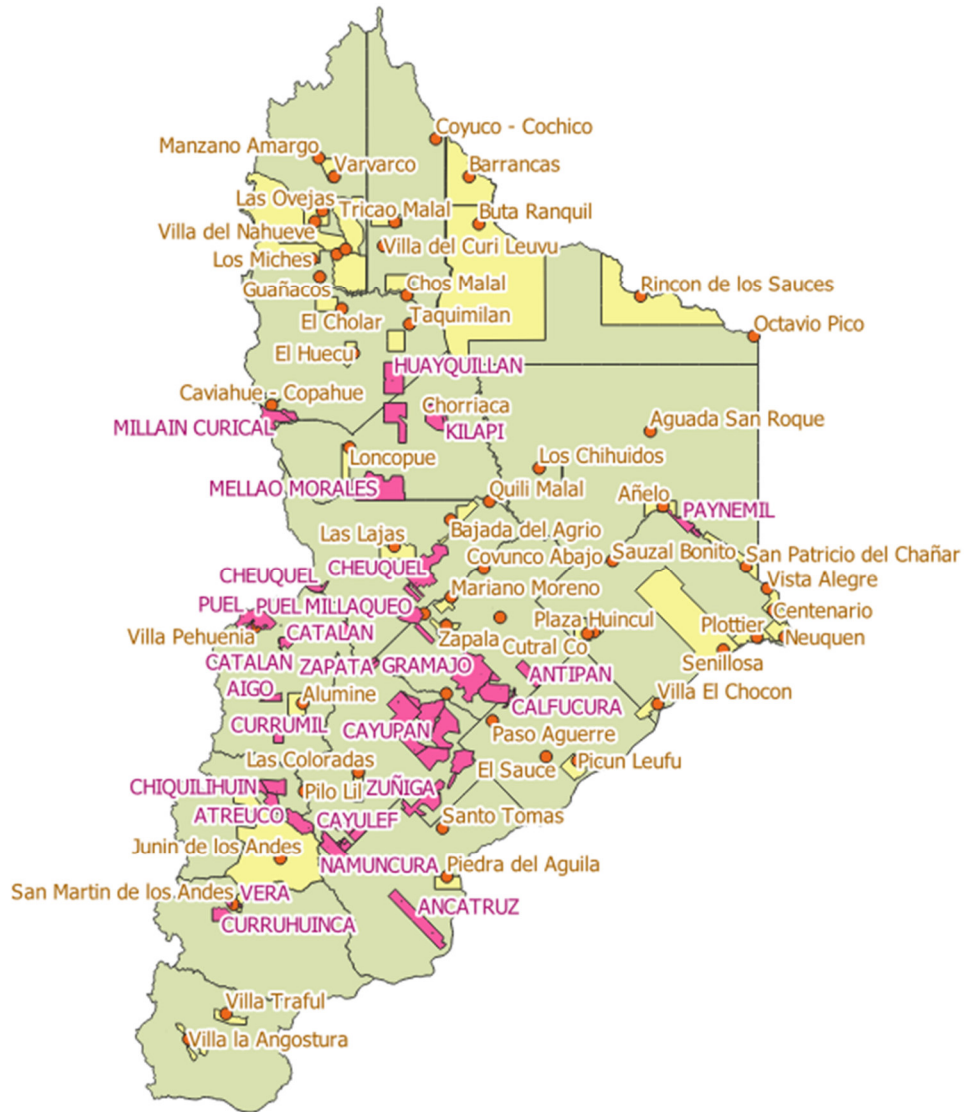 Coyuco - Cochico
Manzano Amargo
Varvarco
Barrancas
Las Ovejas
Tricao Malal
Buta Ranquil
Villa del Nahueve
Villa del Curi Leuvu
Los Miches
Guañacos
Chos Malal
Rincon de los Sauces
El Cholar
Taquimilan
Octavio Pico
El Huecu
HUAYQUILLAN
Caviahue - Copahue
Chorriaca
MILLAIN CURICAL
KILAPI
Aguada San Roque
Loncopue
Los Chihuidos
MELLAO MORALES
Quili Malal
Añelo
PAYNEMIL
Las Lajas
Bajada del Agrio
CHEUQUEL
Covunco Abajo
Sauzal Bonito
San Patricio del Chañar
CHEUQUEL
Vista Alegre
Mariano Moreno
PUEL
PUEL MILLAQUEO
Centenario
Villa Pehuenia
CATALAN
Zapala
Plaza Huincul
Cutral Co
Plottier
Neuquen
CATALAN
ZAPATA
GRAMAJO
ANTIPAN
Senillosa
AIGO
Alumine
CALFUCURA
Villa El Chocon
CURRUMIL
CAYUPAN
Paso Aguerre
Las Coloradas
El Sauce
Picun Leufu
CHIQUILIHUIN
Pilo Lil
ZUÑIGA
ATREUCO
CAYULEF
Santo Tomas
Junin de los Andes
NAMUNCURA
Piedra del Aguila
San Martin de los Andes
VERA
ANCATRUZ
CURRUHUINCA
Villa Traful
Villa la Angostura